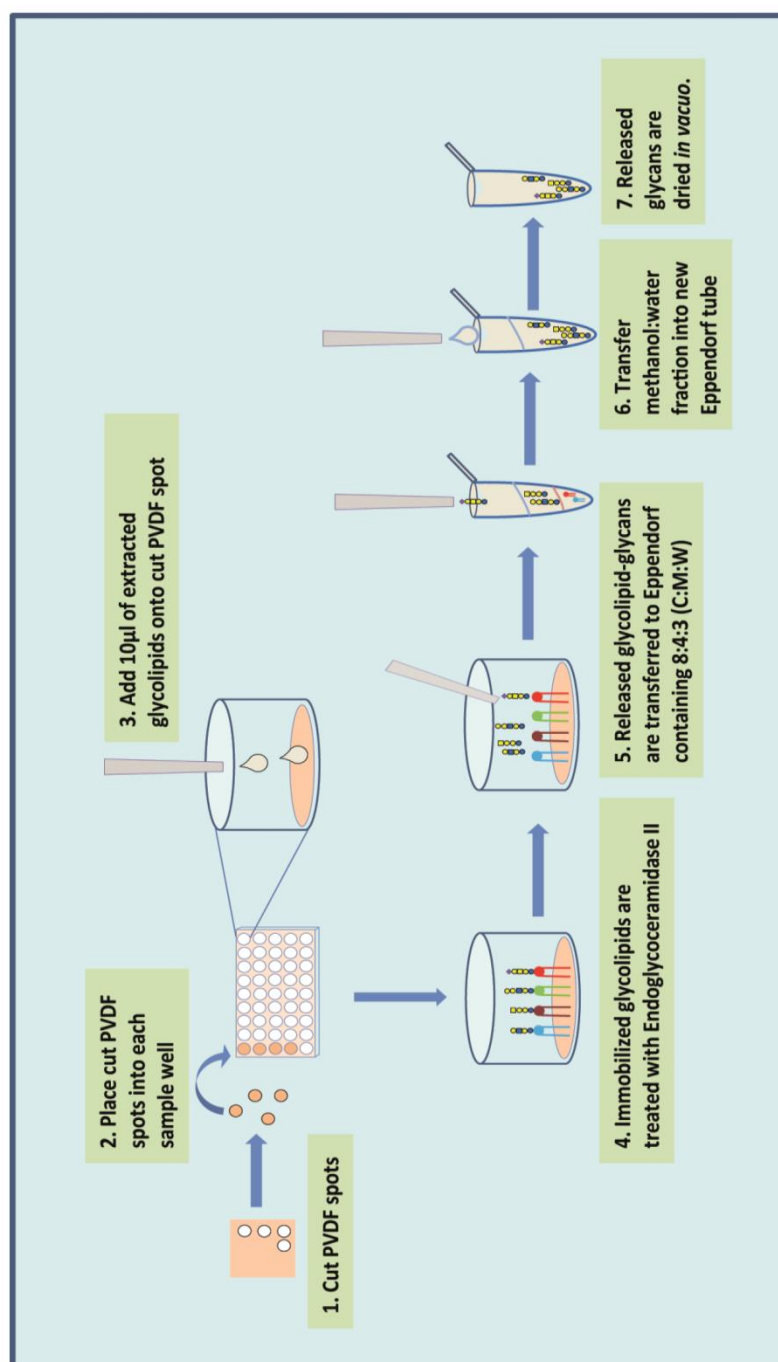 1. Cut PVDF spots
2. Place cut PVDF
spots into each
sample well
3. Add 10µl of extracted
glycolipids onto cut PVDF spot
4. Immobilized glycolipids are
treated with Endoglycoceramidase II
5. Released glycolipid-glycans
are transferred to Eppendorf
containing 8:4:3 (C:M:W)
6. Transfer
methanol:water
fraction into new
Eppendorf tube
7. Released
glycans are
dried in vacuo.